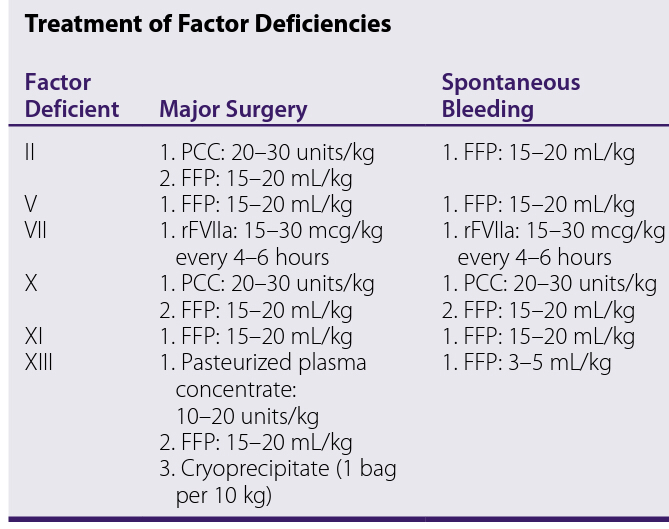 Treatment of Factor Deficiencies
Factor Deficient Major Surgery Spontaneous Bleeding
II 1. PCC: 20–30 units/kg 1. FFP: 15–20 mL/kg
2. FFP: 15–20 mL/kg
V 1. FFP: 15–20 mL/kg 1. FFP: 15–20 mL/kg
VII 1. rFVIIa: 15–30 mcg/kg 1. rFVIIa: 15–30 mcg/kg
every 4–6 hours every 4–6 hours
X 1. PCC: 20–30 units/kg 1. PCC: 20–30 units/kg
2. FFP: 15–20 mL/kg 2. FFP: 15–20 mL/kg
XI 1. FFP: 15–20 mL/kg 1. FFP: 15–20 mL/kg
XIII 1. Pasteurized plasma 1. FFP: 3–5 mL/kg
concentrate:
10–20 units/kg
2. FFP: 15–20 mL/kg
3. Cryoprecipitate (1 bag
per 10 kg)